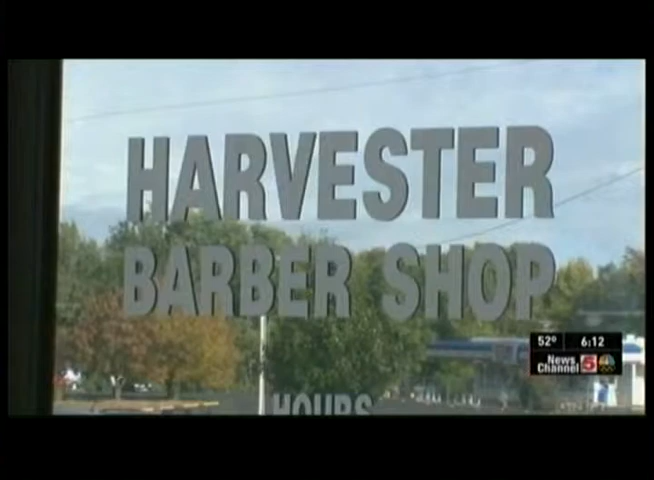 HARVESTER
BARBER SHOP
HOURS
52° 6:12
News
Channel 5